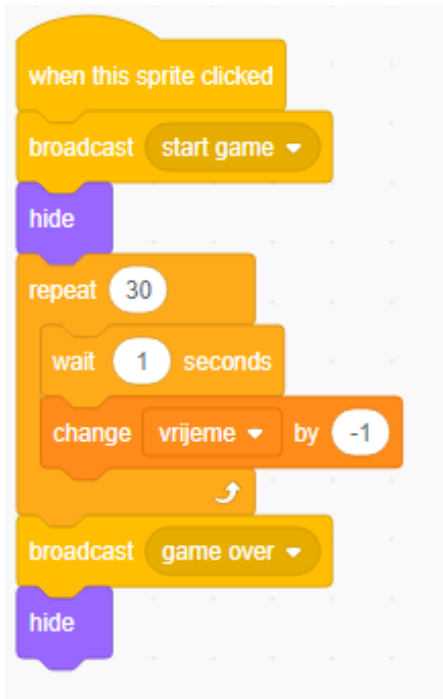 when this sprite clicked
broadcast start game
hide
repeat 30
wait 1 seconds
change vrijeme by -1
broadcast game over
hide